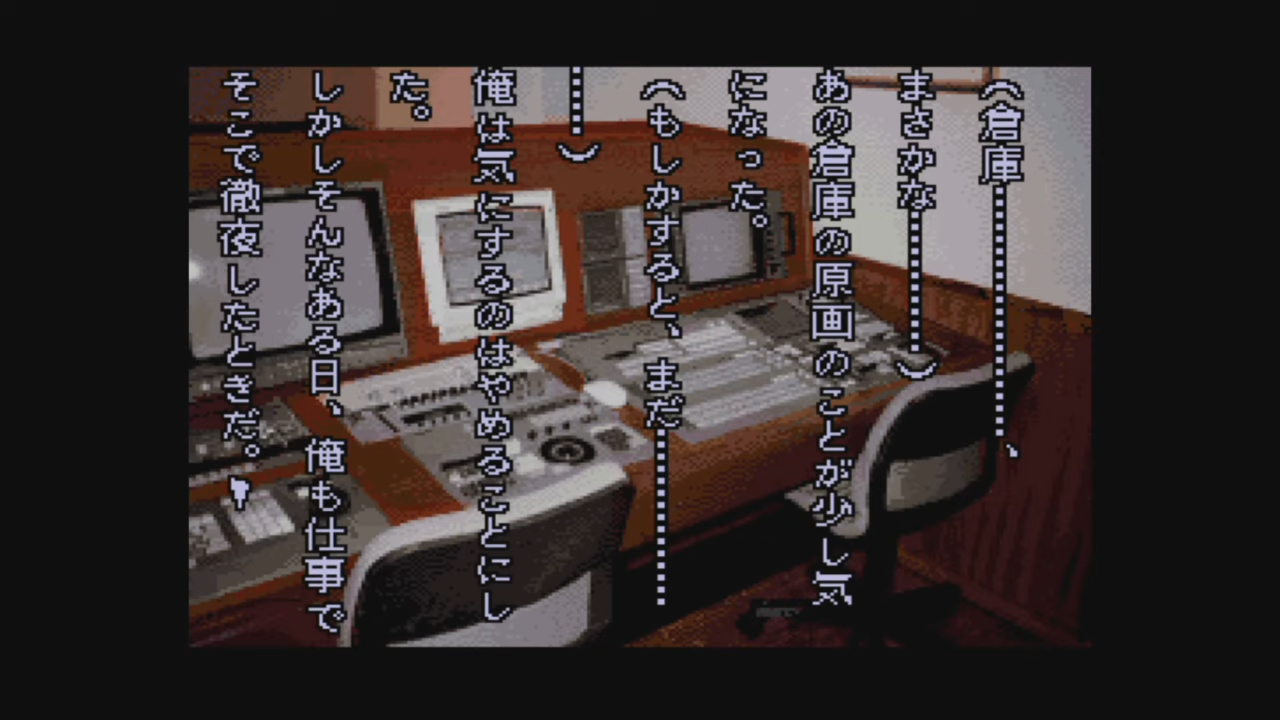 （倉庫…………………、
まさかな…………）
あの倉庫の原画のことが少し気
になった。
（もしかすると、まだ……………
……）
俺は気にするのはやめることにし
た。
しかしそんなある日、俺も仕事で
そこで徹夜したときだ。